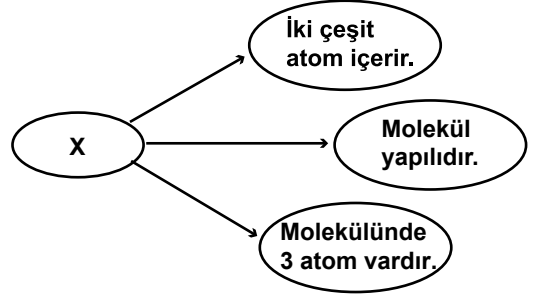 İki çeşit
atom içerir.
X
Molekül
yapılıdır.
Molekülünde
3 atom vardır.